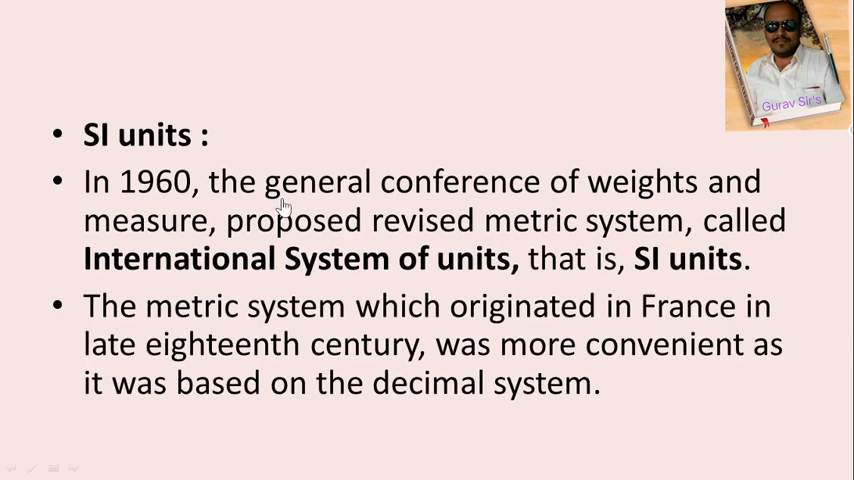 Gurav Sir's
• SI units :
• In 1960, the general conference of weights and
measure, proposed revised metric system, called
International System of units, that is, SI units.
• The metric system which originated in France in
late eighteenth century, was more convenient as
it was based on the decimal system.